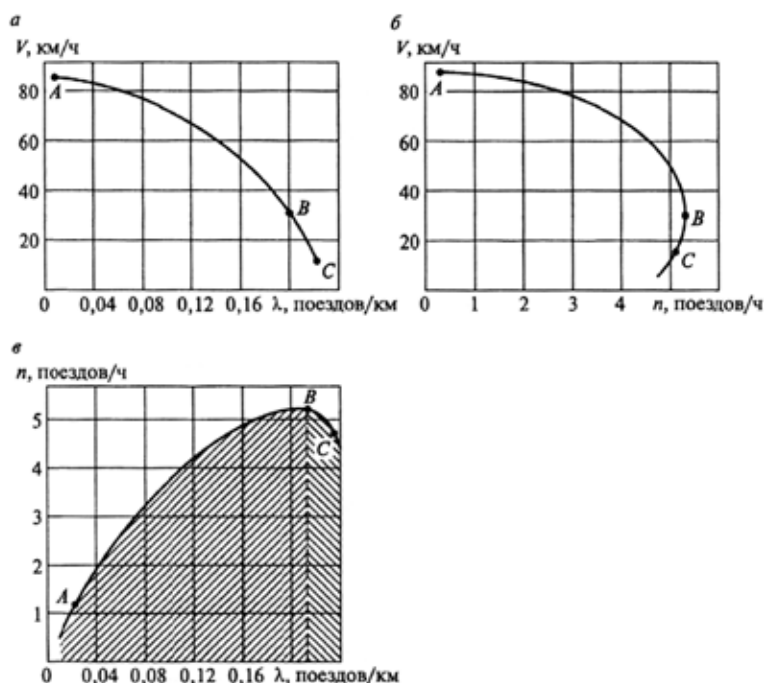 а
V, км/ч
80
60
40
20
0 0,04 0,08 0,12 0,16 λ, поездов/км
A
B
C
б
V, км/ч
80
60
40
20
0 1 2 3 4 n, поездов/ч
A
B
C
в
n, поездов/ч
5
4
3
2
1
0 0,04 0,08 0,12 0,16 λ, поездов/км
A
B
C